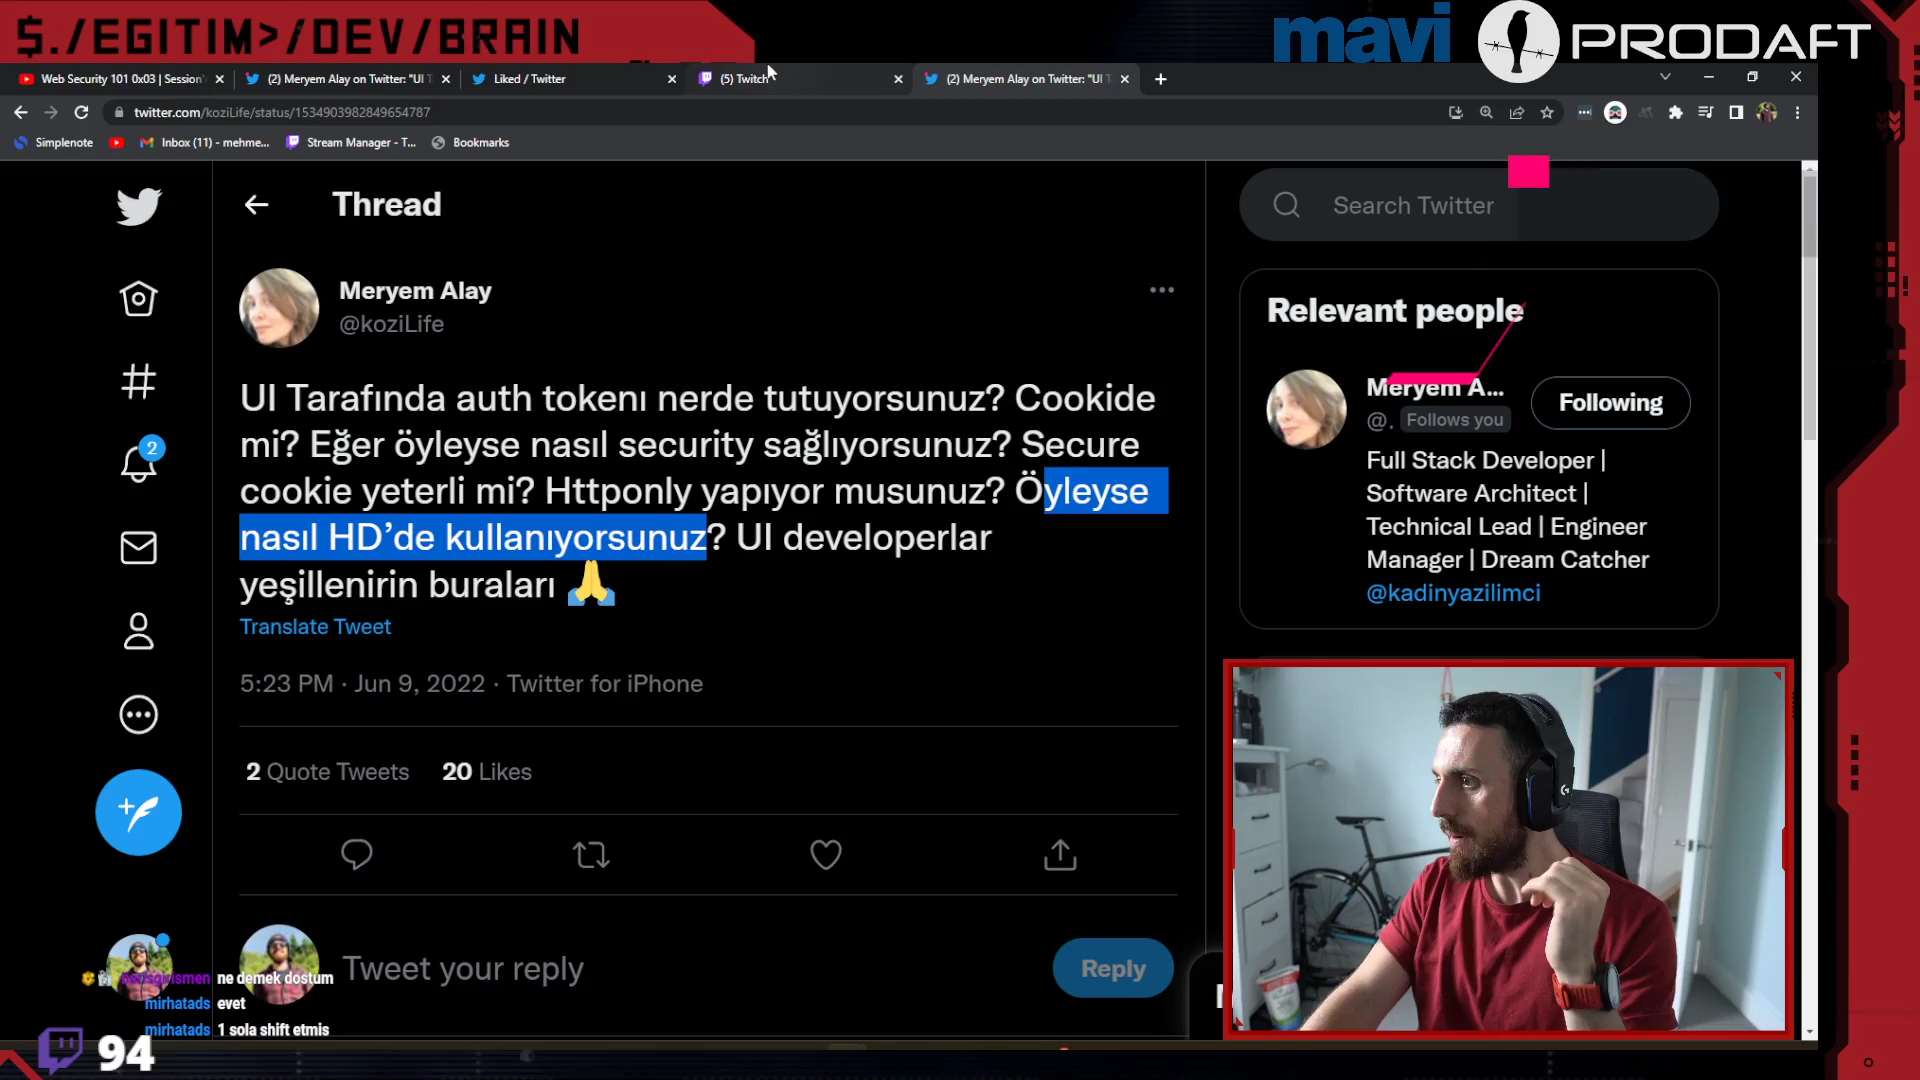 $./EGITIM>/DEV/BRAIN
mavi PRODAFT
Web Security 101 0x03 | Session
(2) Meryem Alay on Twitter: "UI T
Liked / Twitter
(5) Twitch
(2) Meryem Alay on Twitter: "UI T
twitter.com/koziLife/status/1534903982849654787
Simplenote
Inbox (11) - mehme...
Stream Manager - T...
Bookmarks
Thread
Search Twitter
Meryem Alay
@koziLife
UI Tarafında auth tokenı nerde tutuyorsunuz? Cookide
mi? Eğer öyleyse nasıl security sağlıyorsunuz? Secure
cookie yeterli mi? Httponly yapıyor musunuz? Öyleyse
nasıl HD’de kullanıyorsunuz? UI developerlar
yeşillenirin buraları 🙏
Translate Tweet
5:23 PM · Jun 9, 2022 · Twitter for iPhone
2 Quote Tweets 20 Likes
Tweet your reply
Reply
2
Relevant people
Meryem A...
@. Follows you
Following
Full Stack Developer |
Software Architect |
Technical Lead | Engineer
Manager | Dream Catcher
@kadinyazilimci
ne demek dostum
mirhatads evet
mirhatads 1 sola shift etmis
94